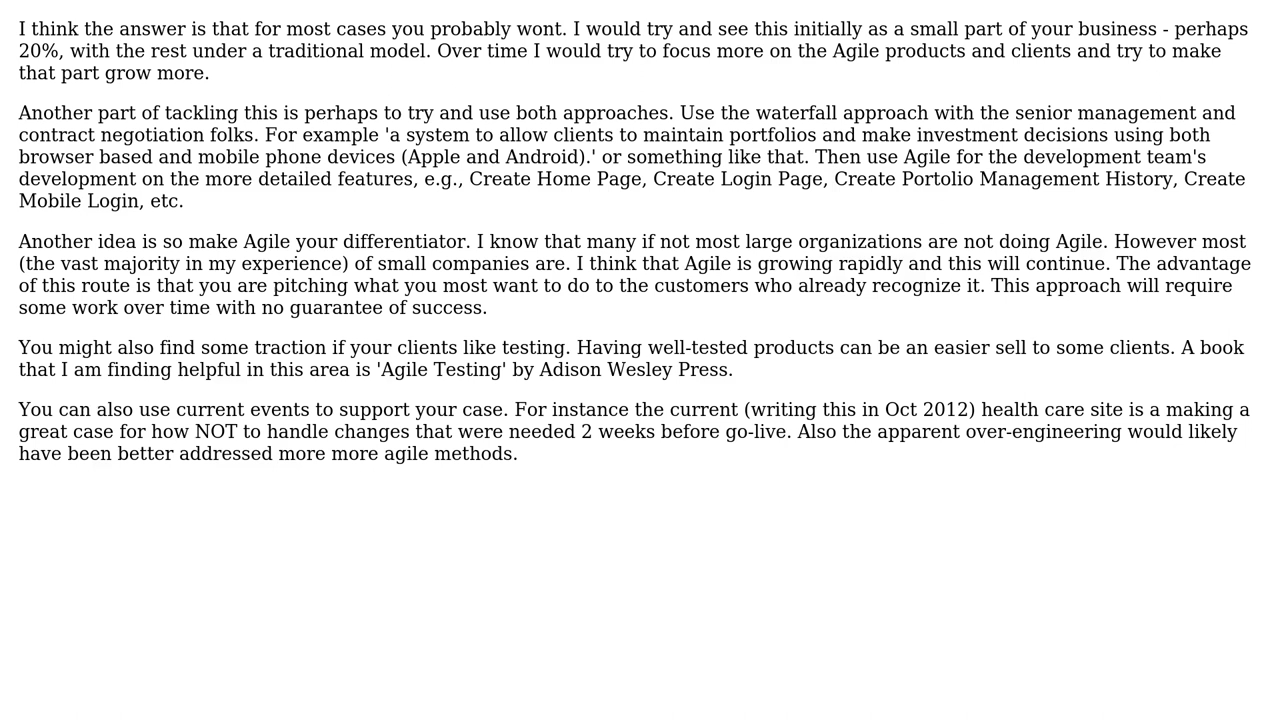 I think the answer is that for most cases you probably wont. I would try and see this initially as a small part of your business - perhaps
20%, with the rest under a traditional model. Over time I would try to focus more on the Agile products and clients and try to make
that part grow more.
Another part of tackling this is perhaps to try and use both approaches. Use the waterfall approach with the senior management and
contract negotiation folks. For example 'a system to allow clients to maintain portfolios and make investment decisions using both
browser based and mobile phone devices (Apple and Android).' or something like that. Then use Agile for the development team's
development on the more detailed features, e.g., Create Home Page, Create Login Page, Create Portolio Management History, Create
Mobile Login, etc.
Another idea is so make Agile your differentiator. I know that many if not most large organizations are not doing Agile. However most
(the vast majority in my experience) of small companies are. I think that Agile is growing rapidly and this will continue. The advantage
of this route is that you are pitching what you most want to do to the customers who already recognize it. This approach will require
some work over time with no guarantee of success.
You might also find some traction if your clients like testing. Having well-tested products can be an easier sell to some clients. A book
that I am finding helpful in this area is 'Agile Testing' by Adison Wesley Press.
You can also use current events to support your case. For instance the current (writing this in Oct 2012) health care site is a making a
great case for how NOT to handle changes that were needed 2 weeks before go-live. Also the apparent over-engineering would likely
have been better addressed more more agile methods.